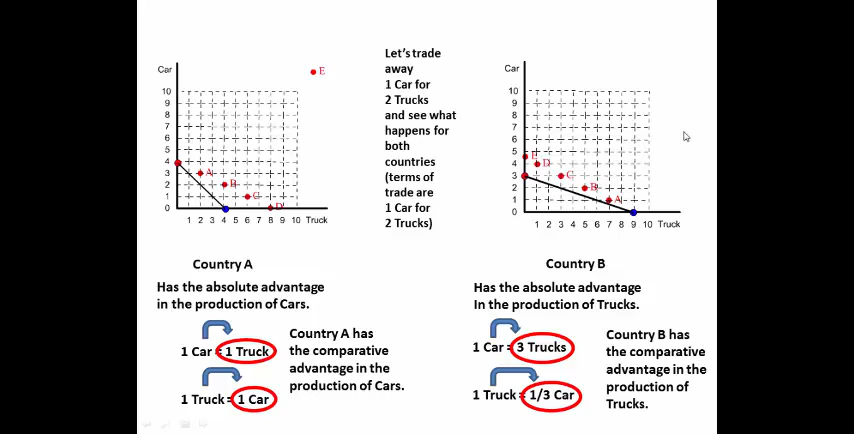 Car
E
10
9
8
7
6
5
4
3
2
1
0
A
B
C
D
1 2 3 4 5 6 7 8 9 10 Truck
Country A
Has the absolute advantage
in the production of Cars.
1 Car = 1 Truck
1 Truck = 1 Car
Country A has
the comparative
advantage in the
production of Cars.
Let's trade
away
1 Car for
2 Trucks
and see what
happens for
both
countries
(terms of
trade are
1 Car for
2 Trucks)
Car
10
9
8
7
6
5
4
3
2
1
0
E
D
C
B
A
1 2 3 4 5 6 7 8 9 10 Truck
Country B
Has the absolute advantage
In the production of Trucks.
1 Car = 3 Trucks
1 Truck = 1/3 Car
Country B has
the comparative
advantage in the
production of
Trucks.